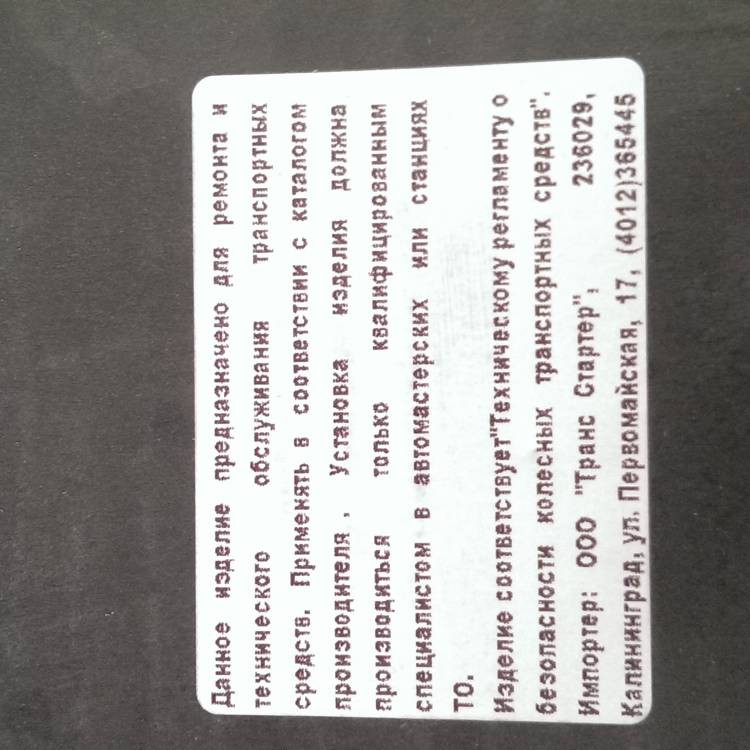 Данное изделие предназначено для ремонта и
технического обслуживания транспортных
средств. Применять в соответствии с каталогом
производителя . Установка изделия должна
производиться только квалифицированным
специалистом в автомастерских или станциях
ТО.
Изделие соответствует"Техническому регламенту о
безопасности колесных транспортных средств".
Импортер: ООО "Транс Стартер", 236029,
Калининград, ул. Первомайская, 17, (4012)365445